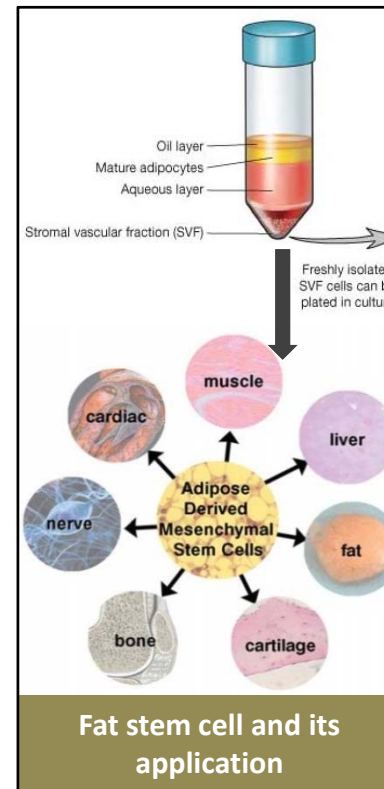 Oil layer
Mature adipocytes
Aqueous layer
Stromal vascular fraction (SVF)
Freshly isolate
SVF cells can b
plated in cultur
muscle
cardiac
liver
Adipose
Derived
Mesenchymal
Stem Cells
nerve
fat
bone
cartilage
Fat stem cell and its
application